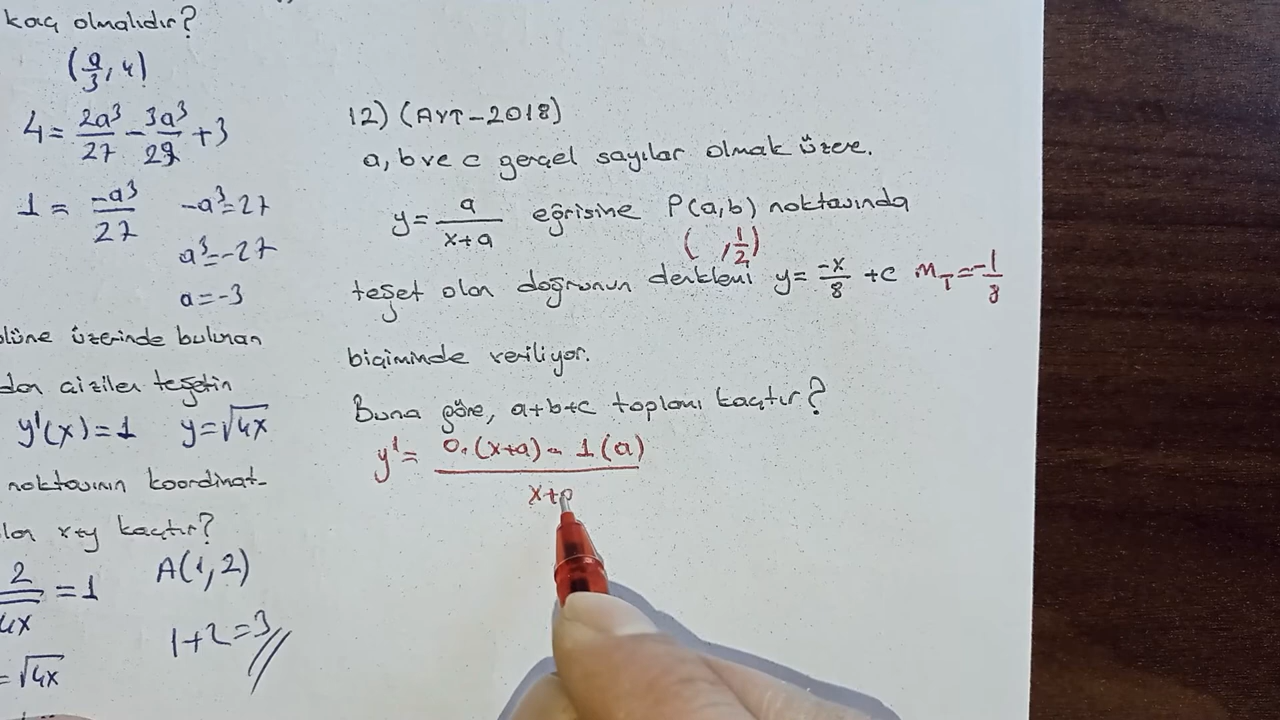 kaç olmalıdır?
(a/3, 4)
4 = 2a³/27 - 3a³/27 + 3
1 = -a³/27 -a³=27
a³=-27
a=-3
üzerinde bulunan
çizilen teğetin
y'(x)=1 y=√4x
noktasının koordinat-
x+y kaçtır?
2/√4x = 1 A(1,2)
1+2=3//
=√4x
12) (AYT-2018)
a, b ve c gerçel sayılar olmak üzere.
y = a/x+a eğrisine P(a,b) noktasında
( , 1/2)
teğet olan doğrunun denklemi y = -x/8 + c m_T = -1/8
biçiminde veriliyor.
Buna göre, a+b+c toplamı kaçtır?
y' = 0.(x+a) - 1(a)
x+a